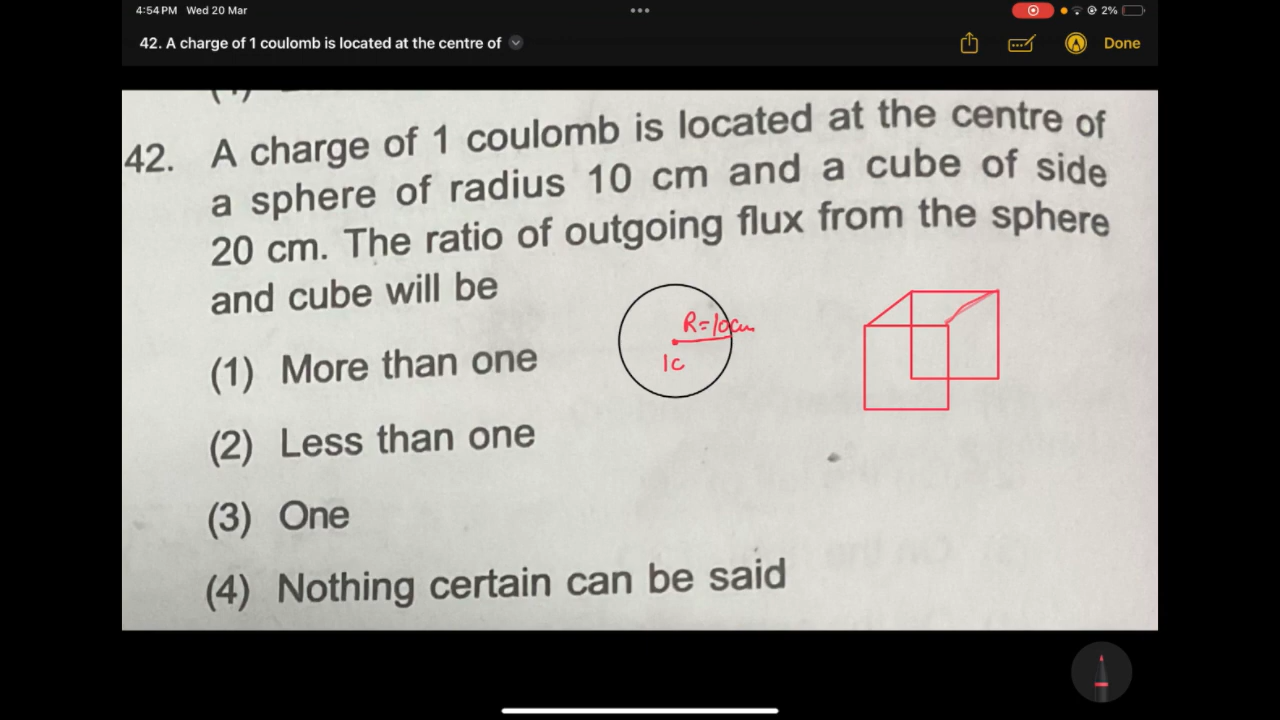 4:54 PM Wed 20 Mar
2%
42. A charge of 1 coulomb is located at the centre of
Done
42. A charge of 1 coulomb is located at the centre of
a sphere of radius 10 cm and a cube of side
20 cm. The ratio of outgoing flux from the sphere
and cube will be
R=10cm
1c
(1) More than one
(2) Less than one
(3) One
(4) Nothing certain can be said